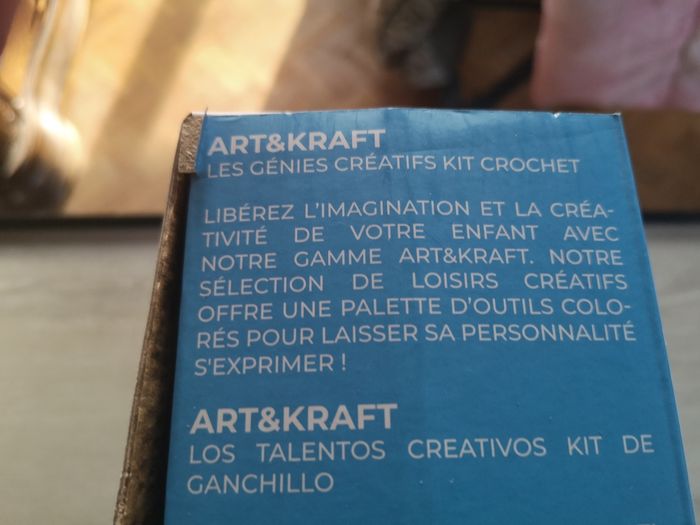 ART&KRAFT
LES GÉNIES CRÉATIFS KIT CROCHET
LIBÉREZ L'IMAGINATION ET LA CRÉA-
TIVITÉ DE VOTRE ENFANT AVEC
NOTRE GAMME ART&KRAFT. NOTRE
SÉLECTION DE LOISIRS CRÉATIFS
OFFRE UNE PALETTE D'OUTILS COLO-
RÉS POUR LAISSER SA PERSONNALITÉ
S'EXPRIMER !
ART&KRAFT
LOS TALENTOS CREATIVOS KIT DE
GANCHILLO